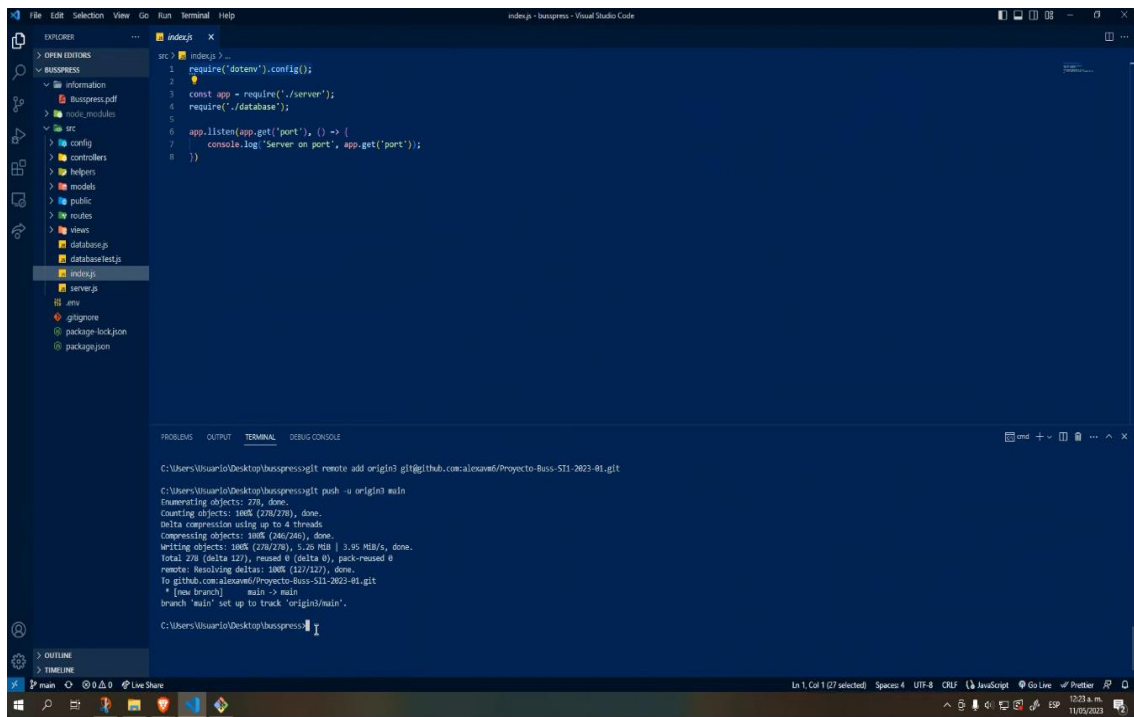 File Edit Selection View Go Run Terminal Help
index.js - busspress - Visual Studio Code
EXPLORER
OPEN EDITORS
BUSSPRESS
information
Busspress.pdf
node_modules
src
config
controllers
helpers
models
public
routes
views
database.js
databaseTest.js
index.js
server.js
.env
.gitignore
package-lock.json
package.json
OUTLINE
TIMELINE
index.js
src > index.js > ...
1 require('dotenv').config();
2
3 const app = require('./server');
4 require('./database');
5
6 app.listen(app.get('port'), () => {
7 console.log('Server on port', app.get('port'));
8 })
PROBLEMS OUTPUT TERMINAL DEBUG CONSOLE
cmd
C:\Users\Usuario\Desktop\busspress>git remote add origin3 git@github.com:alexavm6/Proyecto-Buss-SI1-2023-01.git
C:\Users\Usuario\Desktop\busspress>git push -u origin3 main
Enumerating objects: 278, done.
Counting objects: 100% (278/278), done.
Delta compression using up to 4 threads
Compressing objects: 100% (246/246), done.
Writing objects: 100% (278/278), 5.26 MiB | 3.95 MiB/s, done.
Total 278 (delta 127), reused 0 (delta 0), pack-reused 0
remote: Resolving deltas: 100% (127/127), done.
To github.com:alexavm6/Proyecto-Buss-SI1-2023-01.git
* [new branch] main -> main
branch 'main' set up to track 'origin3/main'.
C:\Users\Usuario\Desktop\busspress>
main 0 0 Live Share
Ln 1, Col 1 (27 selected) Spaces: 4 UTF-8 CRLF JavaScript Go Live Prettier
ESP
12:23 a. m.
11/05/2023
2